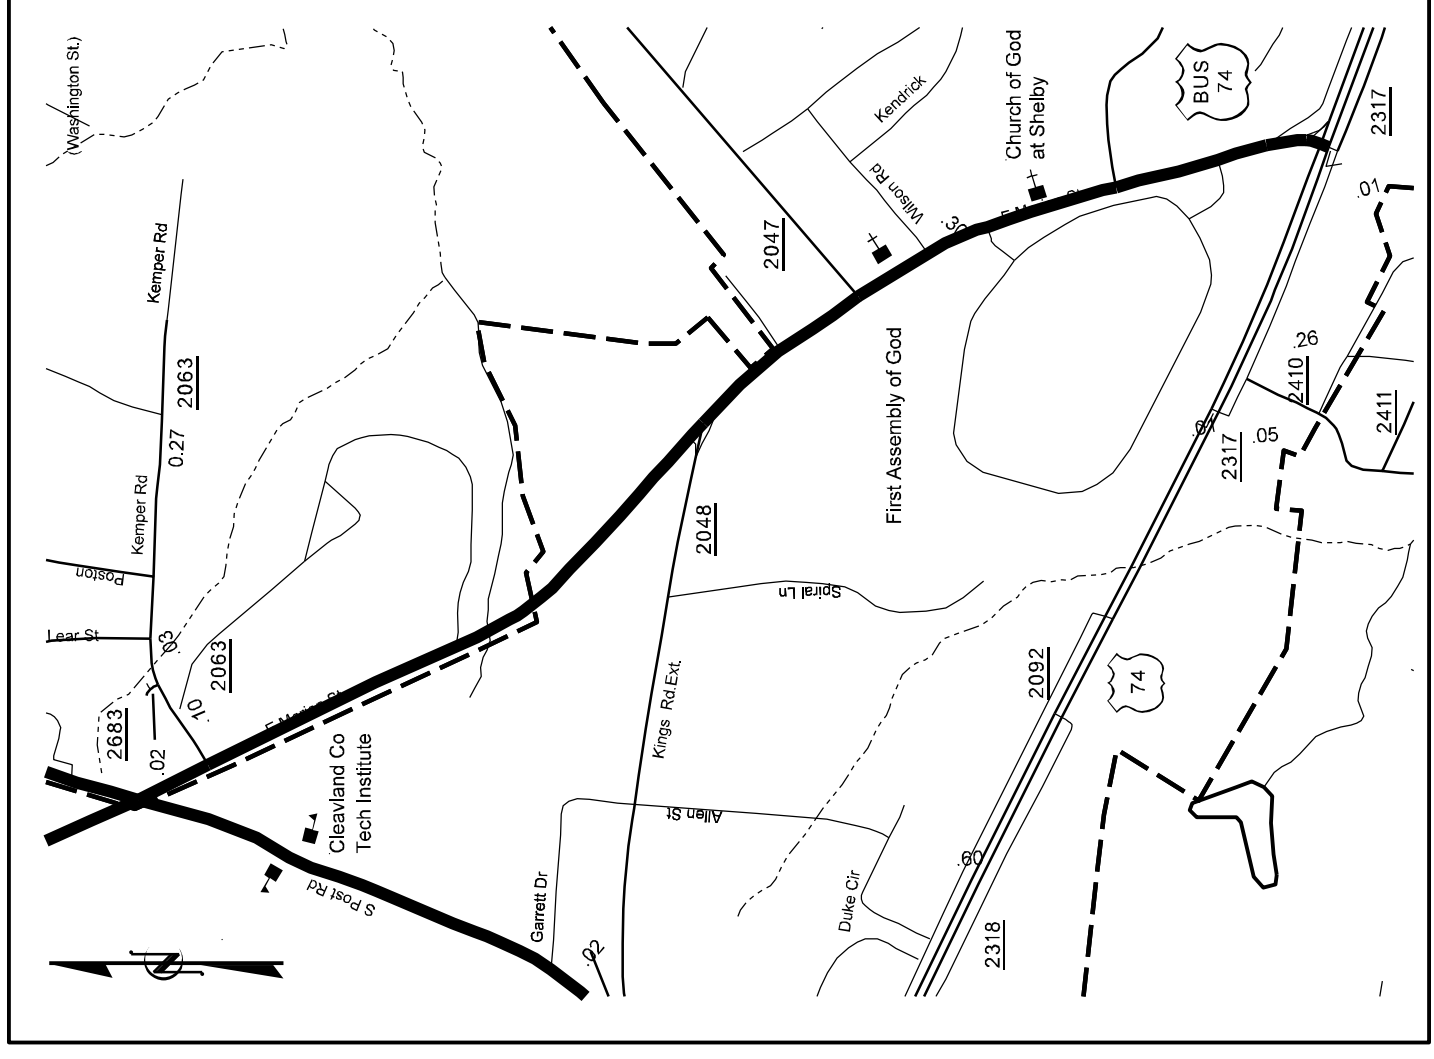 (Washington St.)
Kemper Rd
2063
0.27
Kemper Rd
Poston
Lear St
.03
2063
.10
2683
.02
Cleavland Co
Tech Institute
S Post Rd
Garrett Dr
.02
Kings Rd.Ext.
Allen St
Duke Cir
.60
2318
2092
74
Spiral Ln
2048
First Assembly of God
2047
Wilson Rd
Kendrick
.30
Church of God
at Shelby
BUS
74
2317
.01
.26
2410
2411
.05
2317
.01